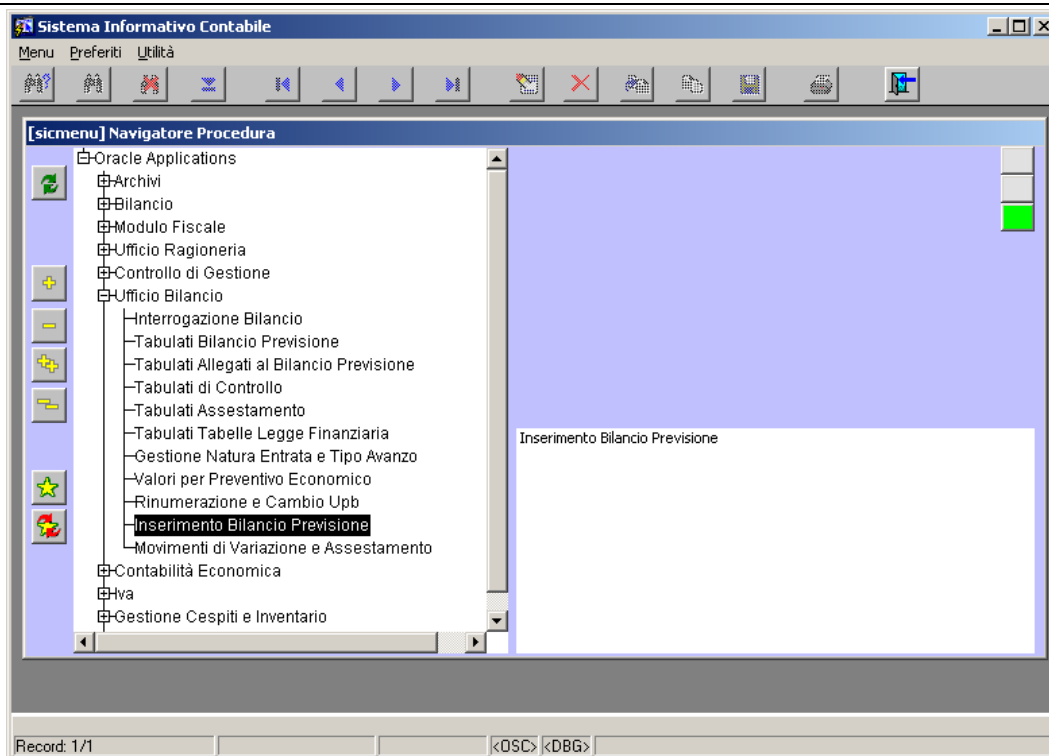 Sistema Informativo Contabile
Menu Preferiti Utilità
[sicmenu] Navigatore Procedura
Oracle Applications
Archivi
Bilancio
Modulo Fiscale
Ufficio Ragioneria
Controllo di Gestione
Ufficio Bilancio
Interrogazione Bilancio
Tabulati Bilancio Previsione
Tabulati Allegati al Bilancio Previsione
Tabulati di Controllo
Tabulati Assestamento
Tabulati Tabelle Legge Finanziaria
Gestione Natura Entrata e Tipo Avanzo
Valori per Preventivo Economico
Rinumerazione e Cambio Upb
Inserimento Bilancio Previsione
Movimenti di Variazione e Assestamento
Contabilità Economica
Iva
Gestione Cespiti e Inventario
Inserimento Bilancio Previsione
Record: 1/1 <OSC> <DBG>